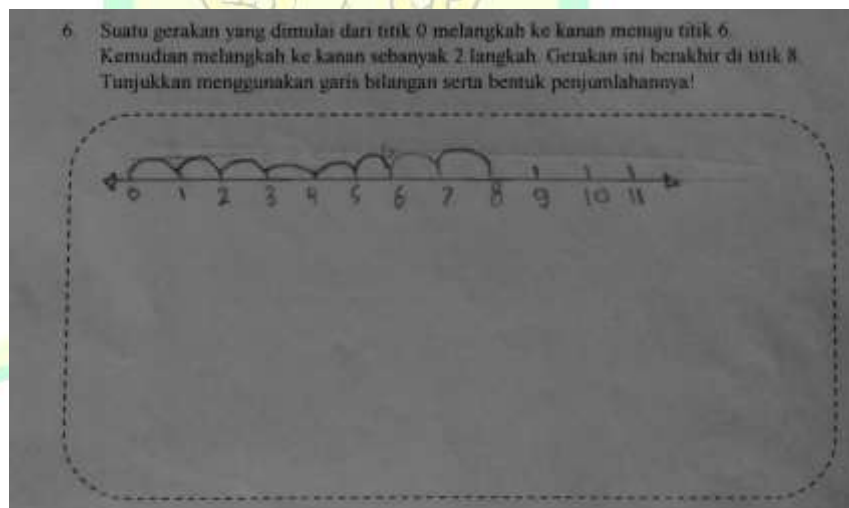 6. Suatu gerakan yang dimulai dari titik 0 melangkah ke kanan menuju titik 6.
Kemudian melangkah ke kanan sebanyak 2 langkah. Gerakan ini berakhir di titik 8.
Tunjukkan menggunakan garis bilangan serta bentuk penjumlahannya!
0 1 2 3 4 5 6 7 8 9 10 11